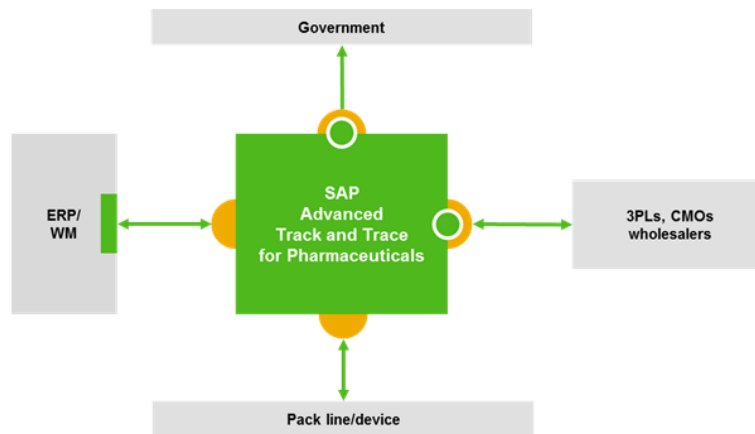 Government
ERP/
WM
SAP
Advanced
Track and Trace
for Pharmaceuticals
3PLs, CMOs
wholesalers
Pack line/device